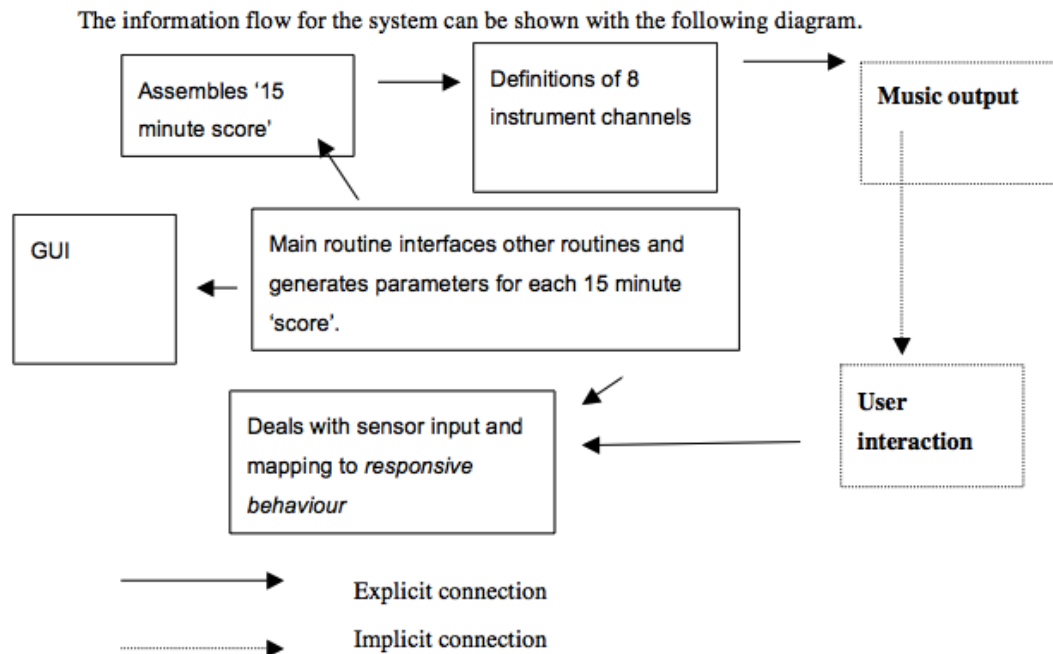 The information flow for the system can be shown with the following diagram.
Assembles ‘15
minute score’
Definitions of 8
instrument channels
Music output
GUI
Main routine interfaces other routines and
generates parameters for each 15 minute
‘score’.
Deals with sensor input and
mapping to responsive
behaviour
User
interaction
Explicit connection
Implicit connection